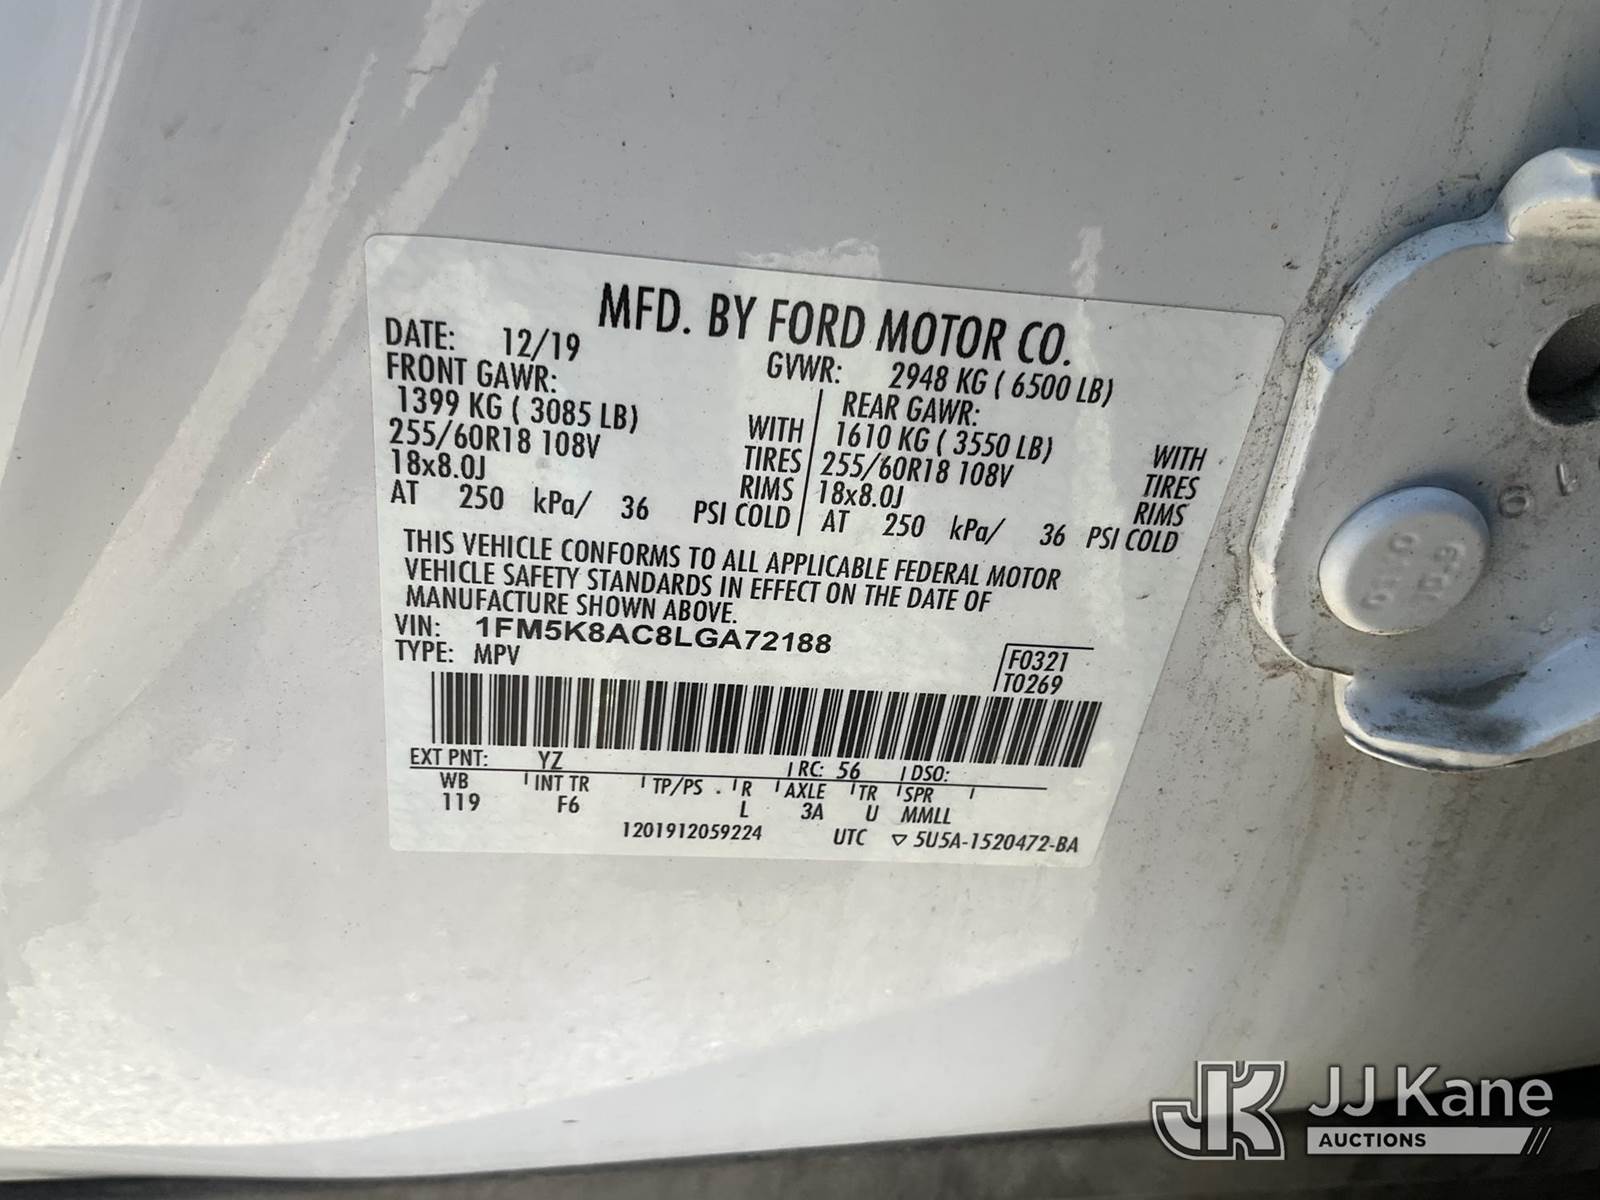 MFD. BY FORD MOTOR CO.
DATE: 12/19 GVWR: 2948 KG ( 6500 LB)
FRONT GAWR: REAR GAWR:
1399 KG ( 3085 LB) WITH 1610 KG ( 3550 LB) WITH
255/60R18 108V TIRES 255/60R18 108V TIRES
18x8.0J RIMS 18x8.0J RIMS
AT 250 kPa/ 36 PSI COLD AT 250 kPa/ 36 PSI COLD
THIS VEHICLE CONFORMS TO ALL APPLICABLE FEDERAL MOTOR
VEHICLE SAFETY STANDARDS IN EFFECT ON THE DATE OF
MANUFACTURE SHOWN ABOVE.
VIN: 1FM5K8AC8LGA72188
TYPE: MPV
F0321
T0269
EXT PNT: YZ RC: 56 DSO:
WB INT TR TP/PS R AXLE TR SPR
119 F6 L 3A U MMLL
1201912059224 UTC ▽ 5U5A-1520472-BA
10.9
JK JJ Kane
AUCTIONS